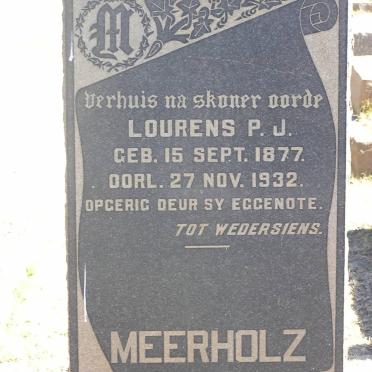 M
Verhuis na skoner oorde
LOURENS P. J.
GEB. 15 SEPT. 1877.
OORL. 27 NOV. 1932.
OPGERIG DEUR SY EGGENOTE.
TOT WEDERSIENS.
MEERHOLZ